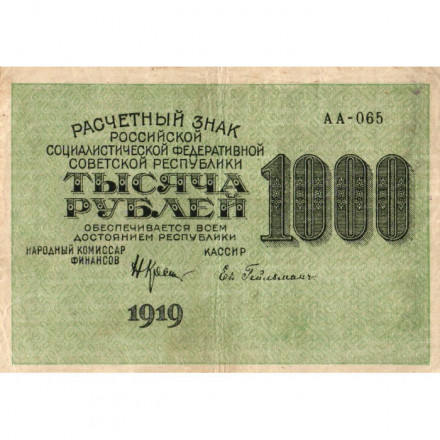 РАСЧЕТНЫЙ ЗНАК
АА-065
РОССИЙСКОЙ
СОЦИАЛИСТИЧЕСКОЙ ФЕДЕРАТИВНОЙ
СОВЕТСКОЙ РЕСПУБЛИКИ
ТЫСЯЧА
РУБЛЕЙ
1000
ОБЕСПЕЧИВАЕТСЯ ВСЕМ
ДОСТОЯНИЕМ РЕСПУБЛИКИ
НАРОДНЫЙ КОМИССАР
ФИНАНСОВ
КАССИР
Е. Гейльман
1919